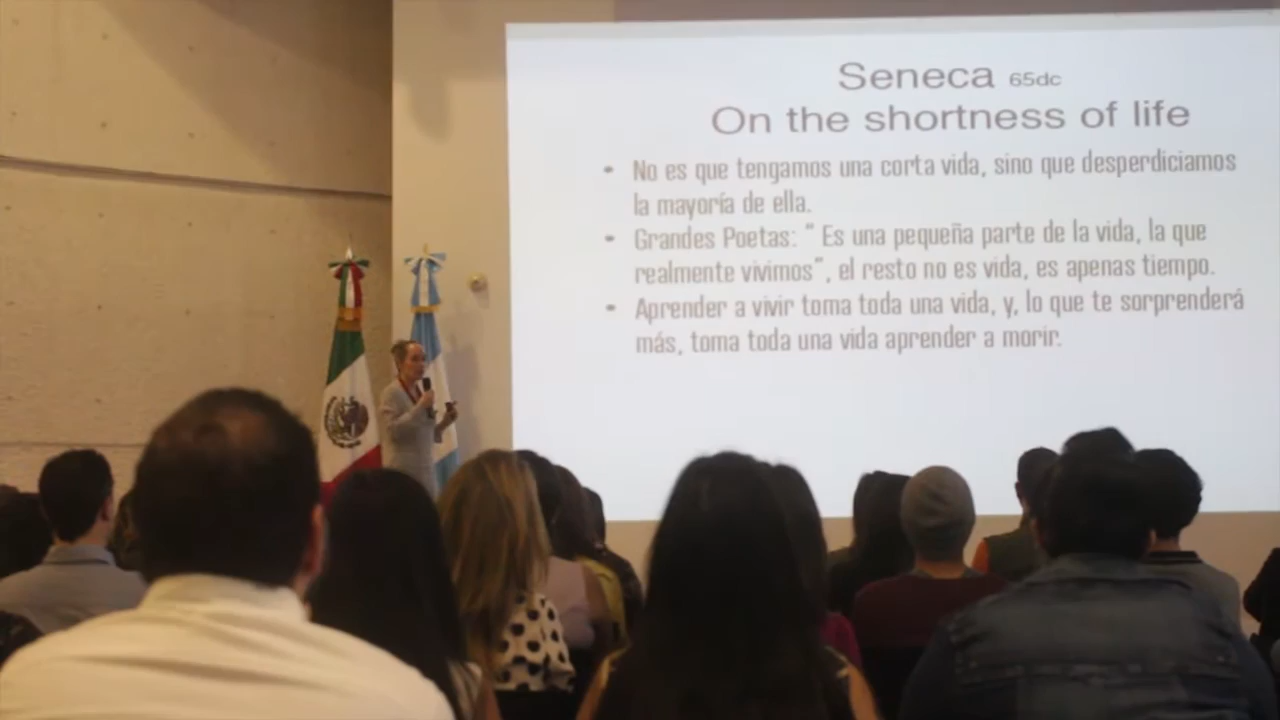 Seneca 65dc
On the shortness of life
• No es que tengamos una corta vida, sino que desperdiciamos
la mayoría de ella.
• Grandes Poetas: “ Es una pequeña parte de la vida, la que
realmente vivimos”, el resto no es vida, es apenas tiempo.
• Aprender a vivir toma toda una vida, y, lo que te sorprenderá
más, toma toda una vida aprender a morir.